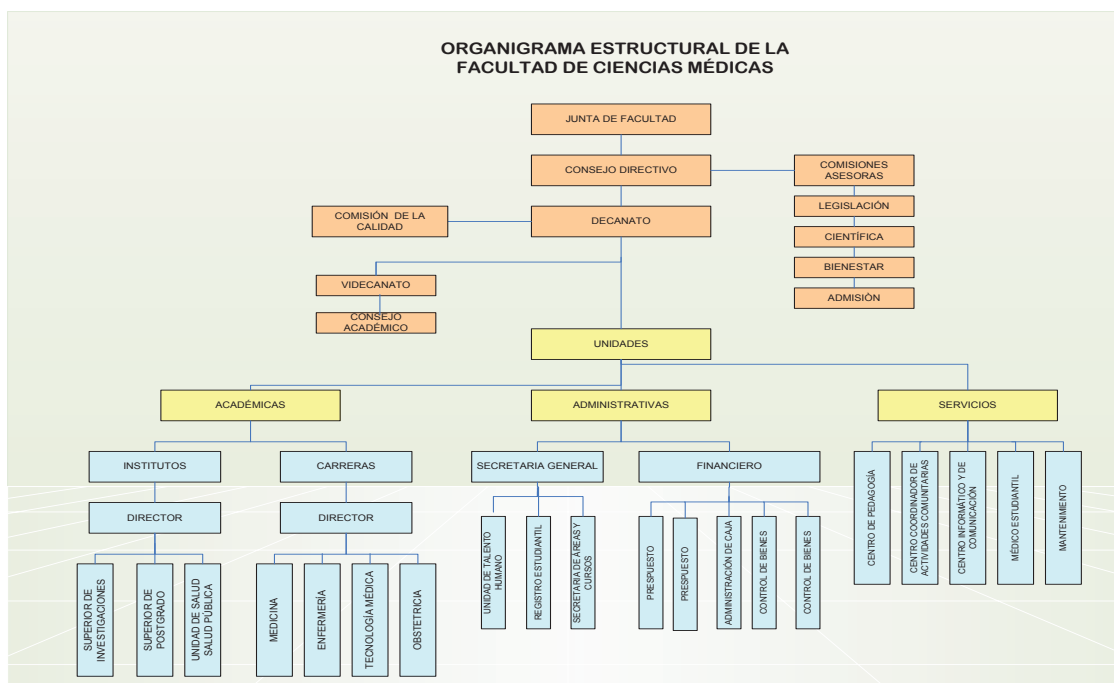 ORGANIGRAMA ESTRUCTURAL DE LA
FACULTAD DE CIENCIAS MÉDICAS
JUNTA DE FACULTAD
CONSEJO DIRECTIVO
COMISIONES
ASESORAS
LEGISLACIÓN
COMISIÓN DE LA
CALIDAD
DECANATO
CIENTÍFICA
BIENESTAR
VIDECANATO
ADMISIÓN
CONSEJO
ACADÉMICO
UNIDADES
ACADÉMICAS
ADMINISTRATIVAS
SERVICIOS
INSTITUTOS
CARRERAS
SECRETARIA GENERAL
FINANCIERO
DIRECTOR
DIRECTOR
SUPERIOR DE
INVESTIGACIONES
SUPERIOR DE
POSTGRADO
UNIDAD DE SALUD
SALUD PÚBLICA
MEDICINA
ENFERMERÍA
TECNOLOGÍA MÉDICA
OBSTETRICIA
UNIDAD DE TALENTO
HUMANO
REGISTRO ESTUDIANTIL
SECRETARIA DE ÁREAS Y
CURSOS
PRESPUESTO
PRESPUESTO
ADMINISTRACIÓN DE CAJA
CONTROL DE BIENES
CONTROL DE BIENES
CENTRO DE PEDAGOGÍA
CENTRO COORDINADOR DE
ACTIVIDADES COMUNITARIAS
CENTRO INFORMÁTICO Y DE
COMUNICACIÓN
MÉDICO ESTUDIANTIL
MANTENIMIENTO